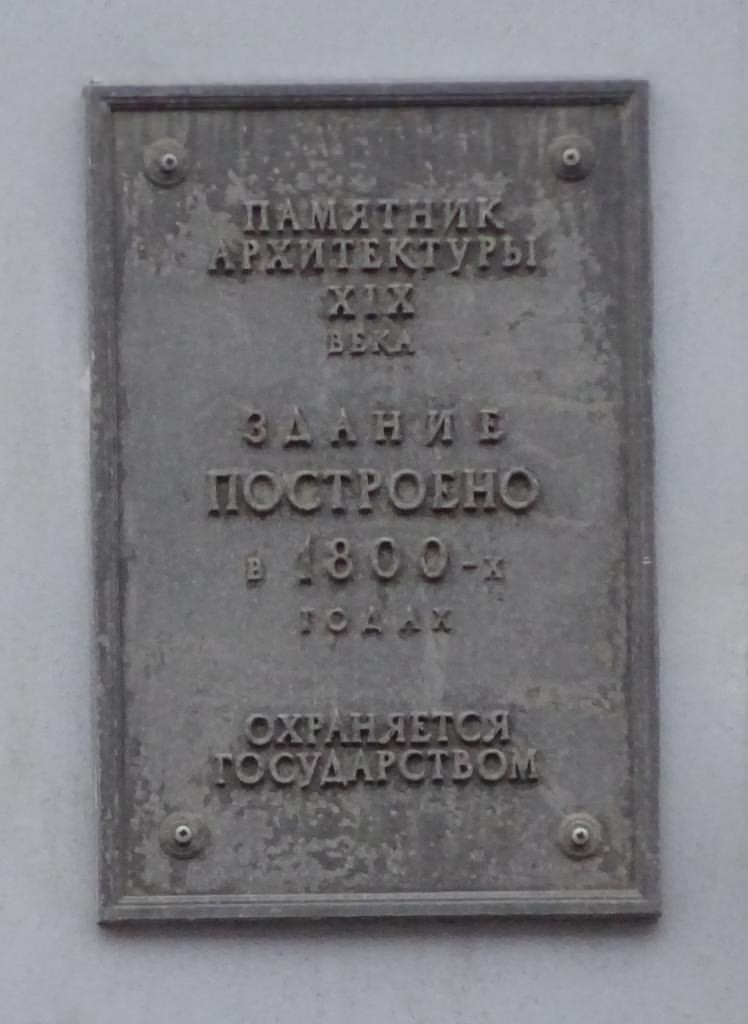 ПАМЯТНИК
АРХИТЕКТУРЫ
XIX
ВЕКА
ЗДАНИЕ
ПОСТРОЕНО
в 1800-х
ГОДАХ
ОХРАНЯЕТСЯ
ГОСУДАРСТВОМ